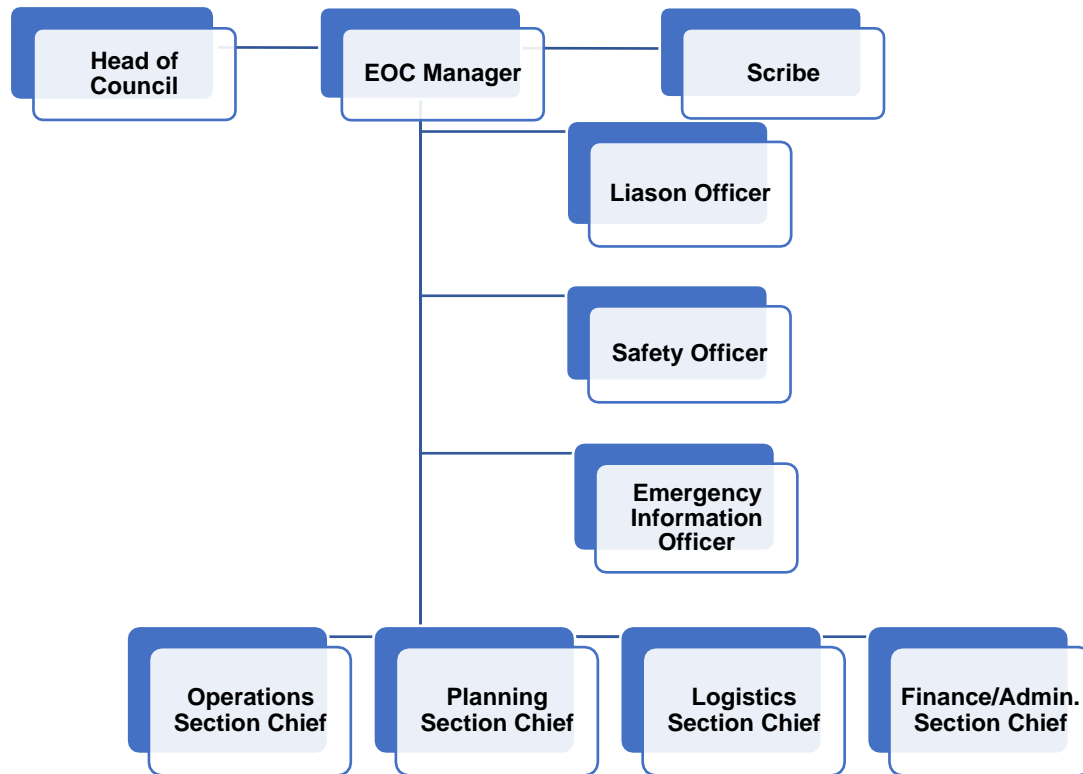 Head of
Council
EOC Manager
Scribe
Liason Officer
Safety Officer
Emergency
Information
Officer
Operations
Section Chief
Planning
Section Chief
Logistics
Section Chief
Finance/Admin.
Section Chief